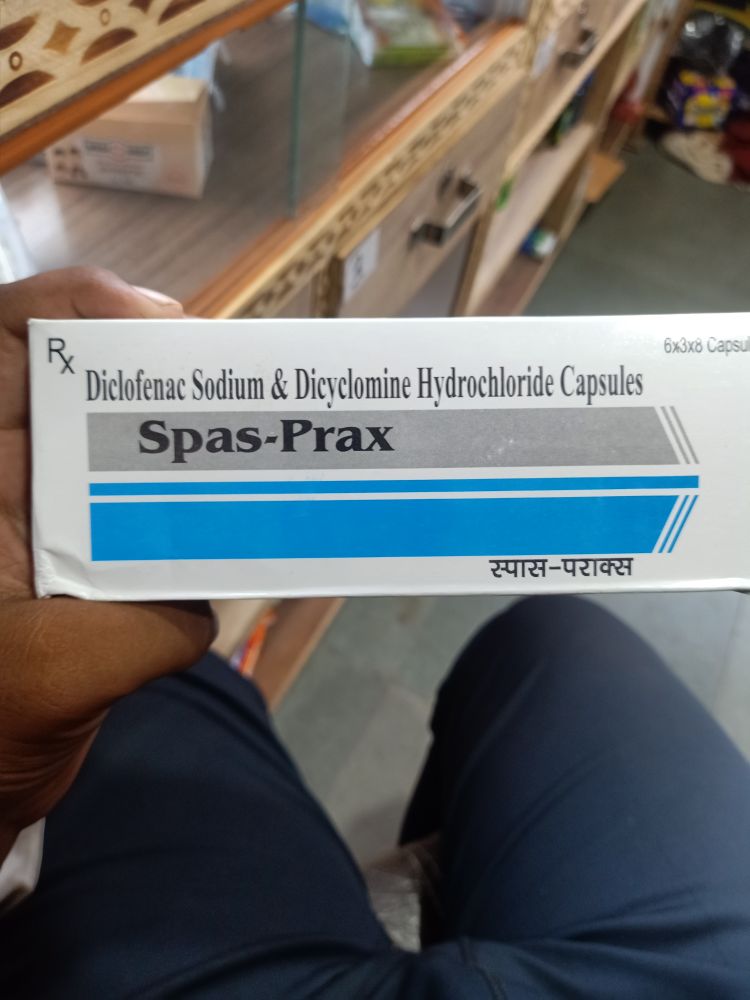 Rx
6x3x8 Capsul
Diclofenac Sodium & Dicyclomine Hydrochloride Capsules
Spas-Prax
स्पास-पराक्स